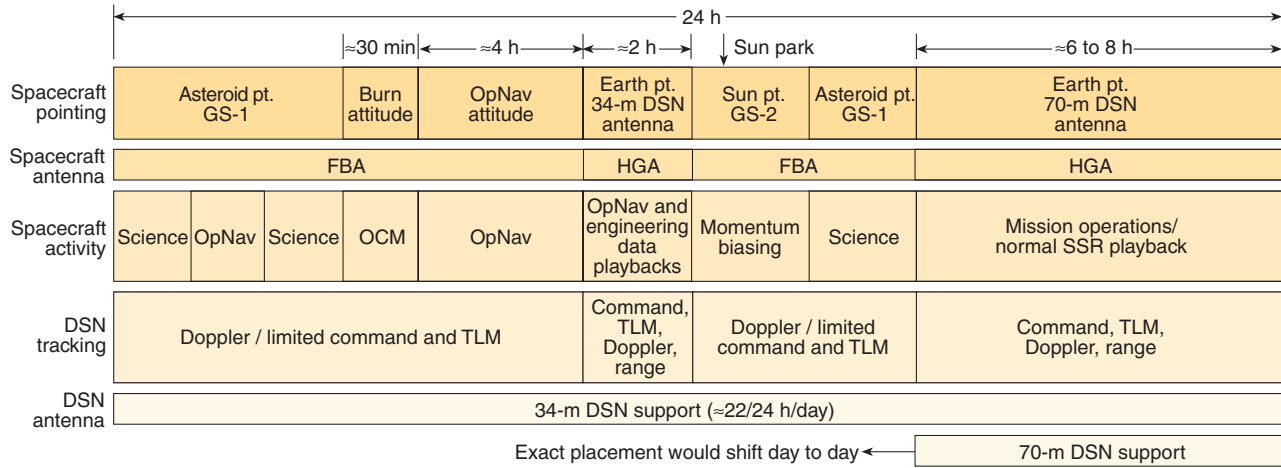 24 h
≈30 min
≈4 h
≈2 h
Sun park
≈6 to 8 h
Spacecraft
pointing
Asteroid pt.
GS-1
Burn
attitude
OpNav
attitude
Earth pt.
34-m DSN
antenna
Sun pt.
GS-2
Asteroid pt.
GS-1
Earth pt.
70-m DSN
antenna
Spacecraft
antenna
FBA
HGA
FBA
HGA
Spacecraft
activity
Science
OpNav
Science
OCM
OpNav
OpNav and
engineering
data
playbacks
Momentum
biasing
Science
Mission operations/
normal SSR playback
DSN
tracking
Doppler / limited command and TLM
Command,
TLM,
Doppler,
range
Doppler / limited
command and TLM
Command, TLM,
Doppler, range
DSN
antenna
34-m DSN support (≈22/24 h/day)
Exact placement would shift day to day
70-m DSN support